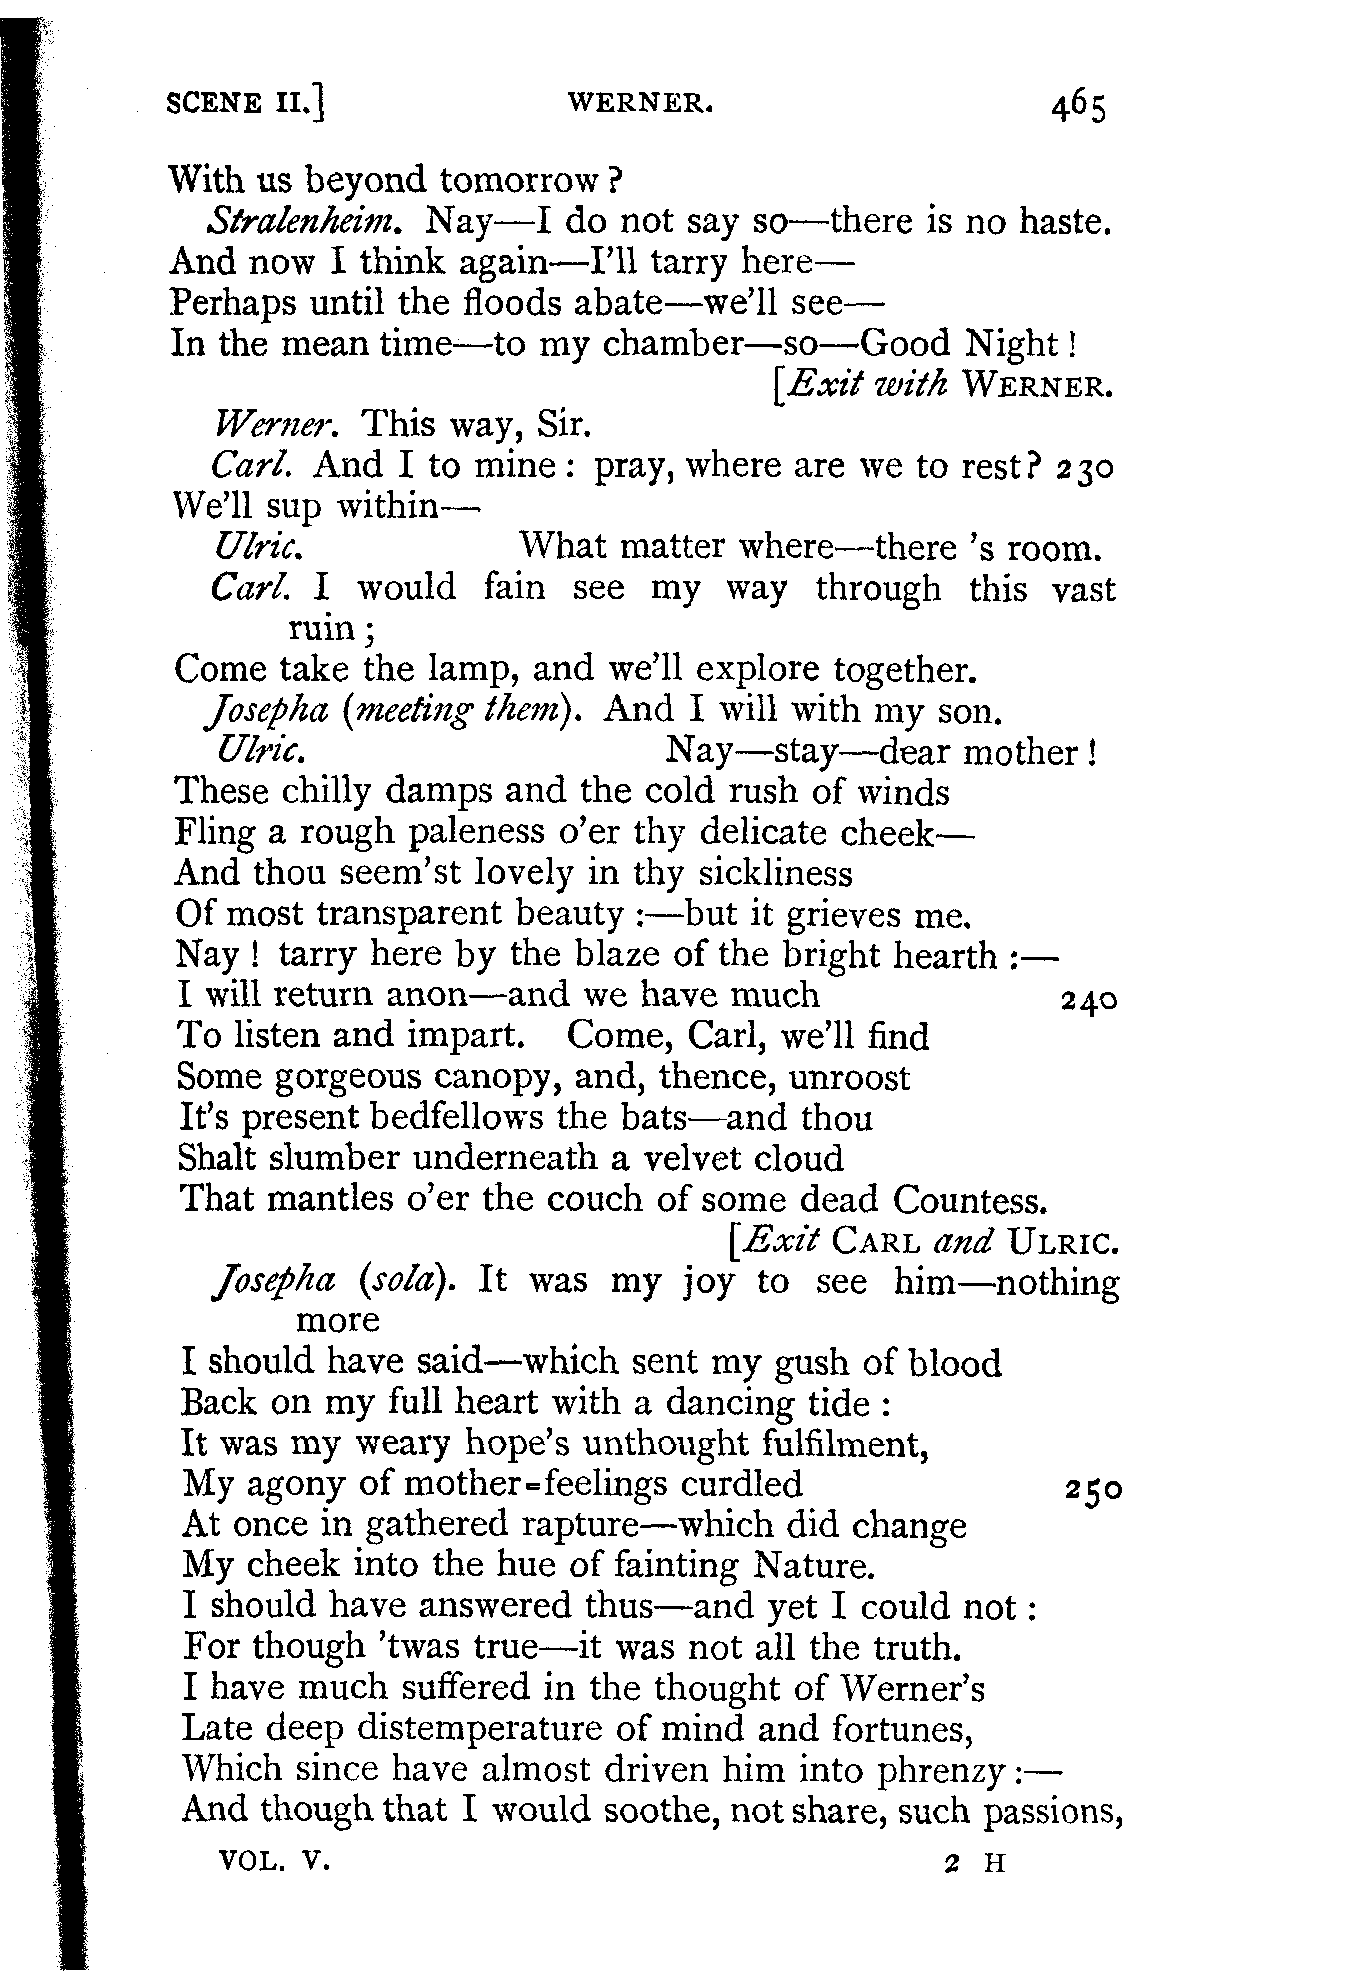 SCENE II.] WERNER. 465
With us beyond tomorrow?
Stralenheim. Nay—I do not say so—there is no haste.
And now I think again—I'll tarry here—
Perhaps until the floods abate—we'll see—
In the mean time—to my chamber—so—Good Night!
[Exit with WERNER.
Werner. This way, Sir.
Carl. And I to mine: pray, where are we to rest? 230
We'll sup within—
Ulric. What matter where—there 's room.
Carl. I would fain see my way through this vast
ruin;
Come take the lamp, and we'll explore together.
Josepha (meeting them). And I will with my son.
Ulric. Nay—stay—dear mother!
These chilly damps and the cold rush of winds
Fling a rough paleness o'er thy delicate cheek—
And thou seem'st lovely in thy sickliness
Of most transparent beauty:—but it grieves me.
Nay! tarry here by the blaze of the bright hearth:—
I will return anon—and we have much 240
To listen and impart. Come, Carl, we'll find
Some gorgeous canopy, and, thence, unroost
It's present bedfellows the bats—and thou
Shalt slumber underneath a velvet cloud
That mantles o'er the couch of some dead Countess.
[Exit CARL and ULRIC.
Josepha (sola). It was my joy to see him—nothing
more
I should have said—which sent my gush of blood
Back on my full heart with a dancing tide:
It was my weary hope's unthought fulfilment,
My agony of mother-feelings curdled 250
At once in gathered rapture—which did change
My cheek into the hue of fainting Nature.
I should have answered thus—and yet I could not:
For though 'twas true—it was not all the truth.
I have much suffered in the thought of Werner's
Late deep distemperature of mind and fortunes,
Which since have almost driven him into phrenzy:—
And though that I would soothe, not share, such passions,
VOL. V. 2 H